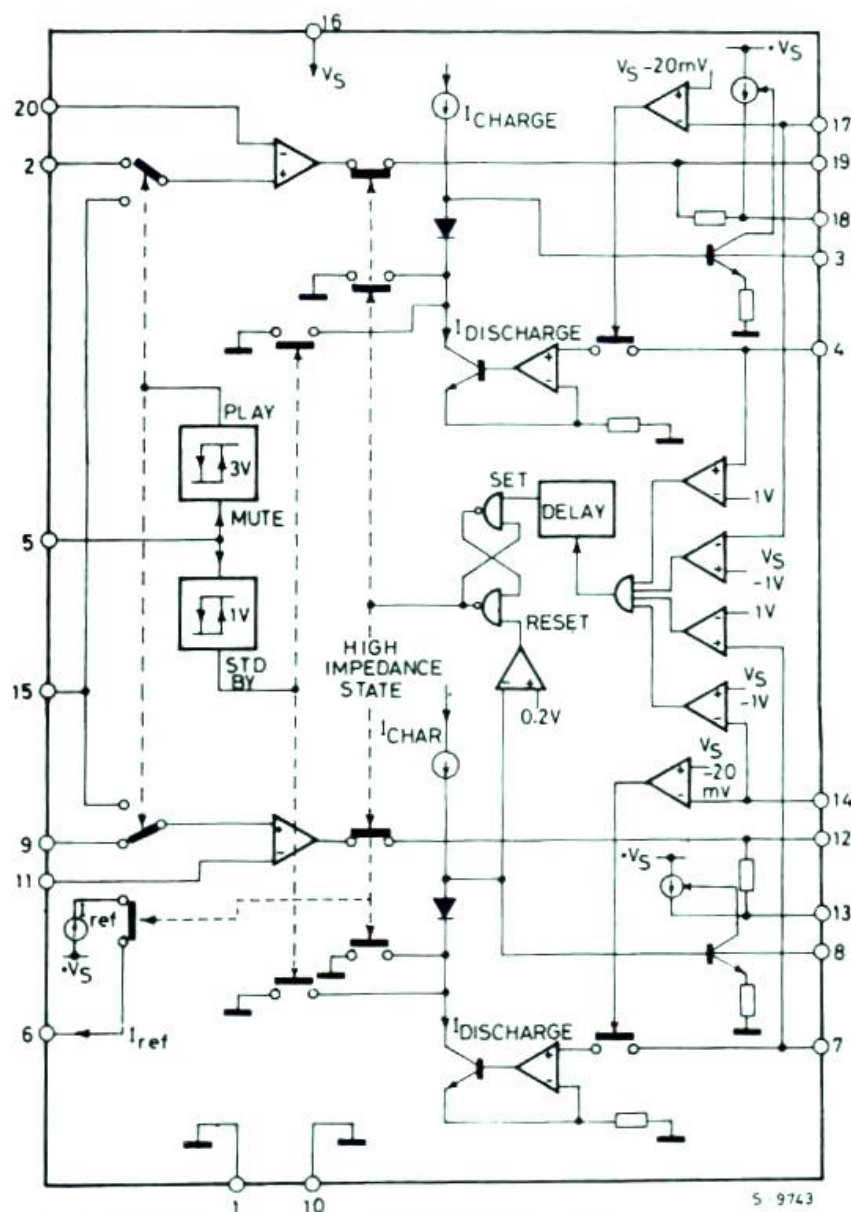 16
VS
VS -20mV
+VS
20
ICHARGE
17
2
-
+
19
18
3
IDISCHARGE
4
PLAY
3V
SET
DELAY
1V
MUTE
5
VS
-1V
1V
1V
RESET
STD
BY
HIGH
IMPEDANCE
STATE
VS
-1V
15
0.2V
ICHAR
VS
-20
mV
14
9
12
11
+VS
13
Iref
8
+VS
6
Iref
IDISCHARGE
7
1
10
S-9743